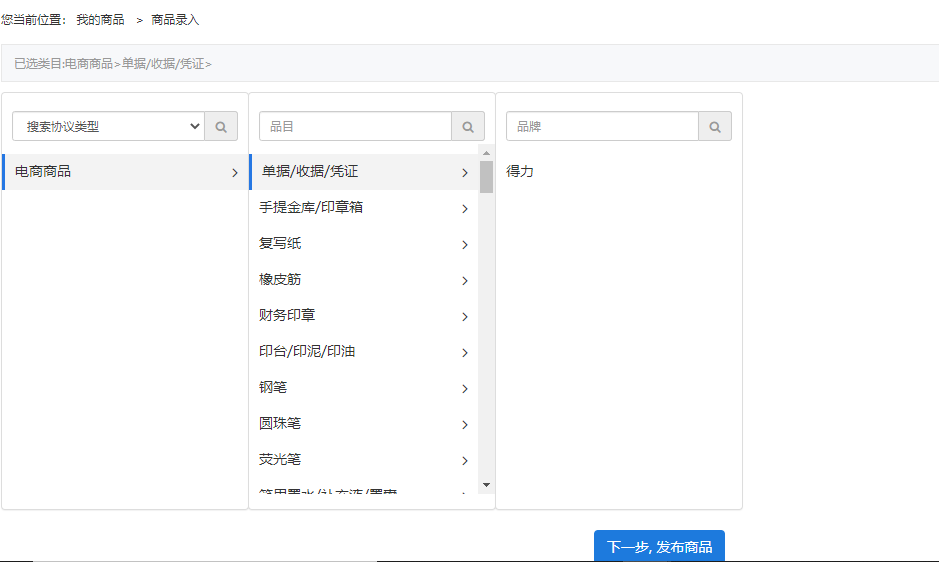 您当前位置: 我的商品 > 商品录入
已选类目:电商商品>单据/收据/凭证>
搜索协议类型
电商商品
品目
单据/收据/凭证
手提金库/印章箱
复写纸
橡皮筋
财务印章
印台/印泥/印油
钢笔
圆珠笔
荧光笔
品牌
得力
下一步, 发布商品